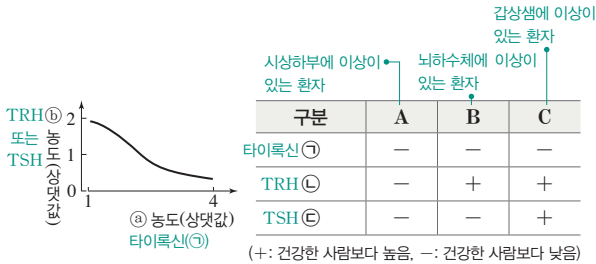 갑상샘에 이상이
있는 환자
시상하부에 이상이
있는 환자
뇌하수체에 이상이
있는 환자
TRH ⓑ 2
또는 농도(상댓값) 1
TSH 0
1 4
ⓐ 농도(상댓값)
타이록신(㉠)
구분 A B C
타이록신 ㉠ − − −
TRH ㉡ − + +
TSH ㉢ − − +
(+: 건강한 사람보다 높음, −: 건강한 사람보다 낮음)